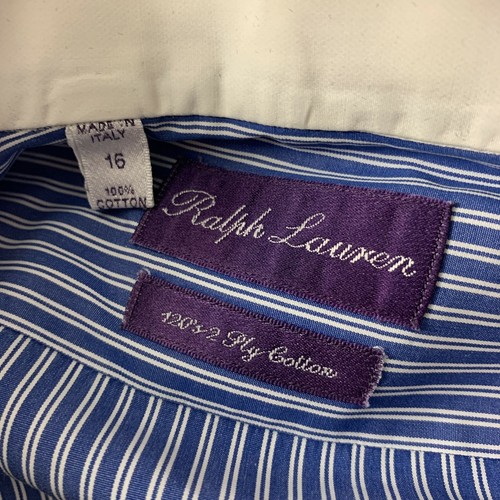 MADE IN
ITALY
16
100%
COTTON
Ralph Lauren
120's 2 Ply Cotton